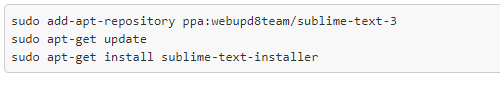 sudo add-apt-repository ppa:webupd8team/sublime-text-3
sudo apt-get update
sudo apt-get install sublime-text-installer